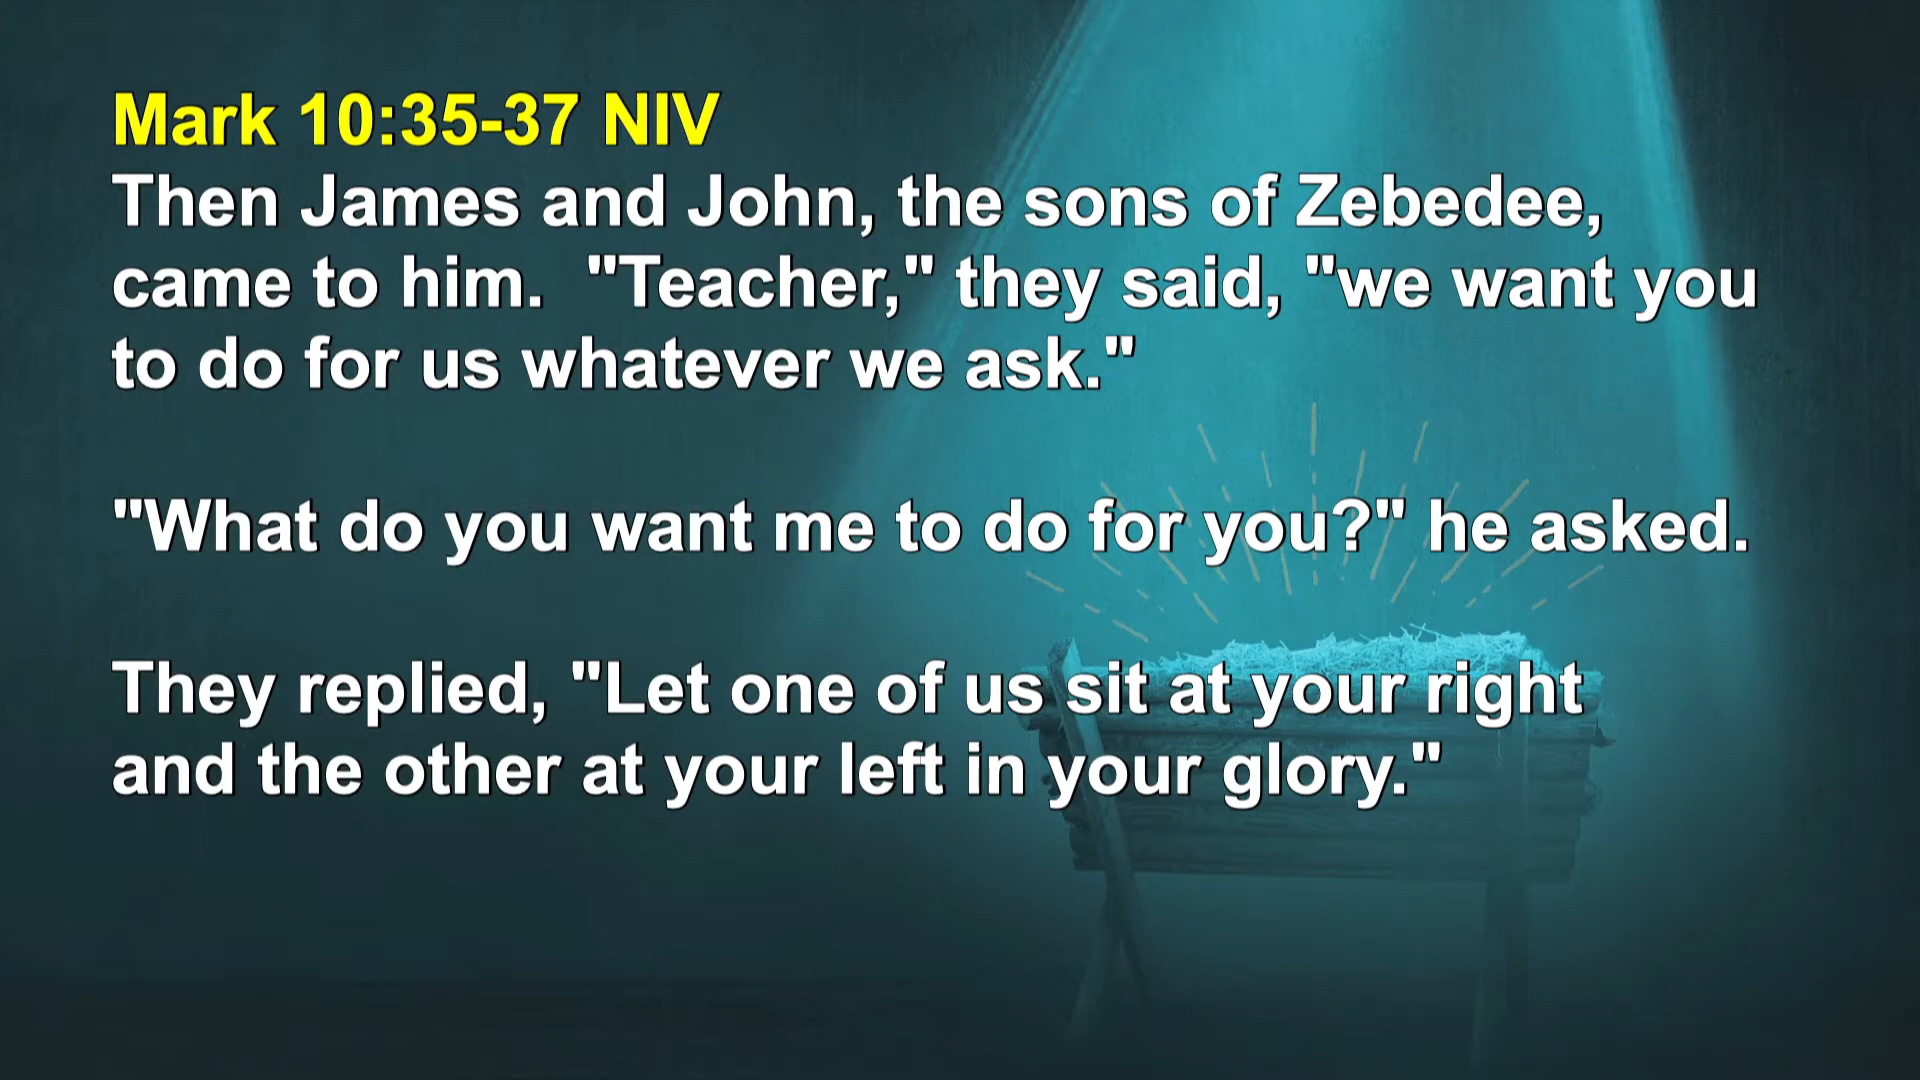 Mark 10:35-37 NIV
Then James and John, the sons of Zebedee,
came to him.  "Teacher," they said, "we want you
to do for us whatever we ask."
"What do you want me to do for you?" he asked.
They replied, "Let one of us sit at your right
and the other at your left in your glory."